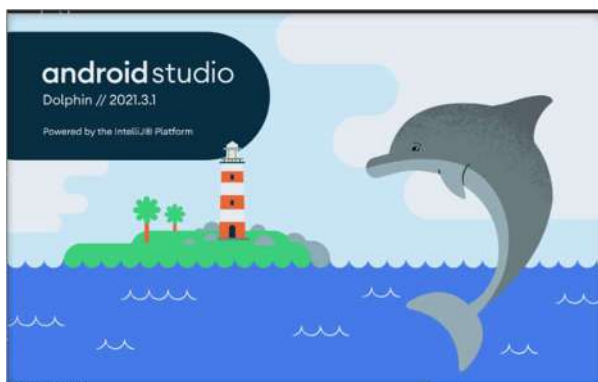 android studio
Dolphin // 2021.3.1
Powered by the IntelliJ® Platform